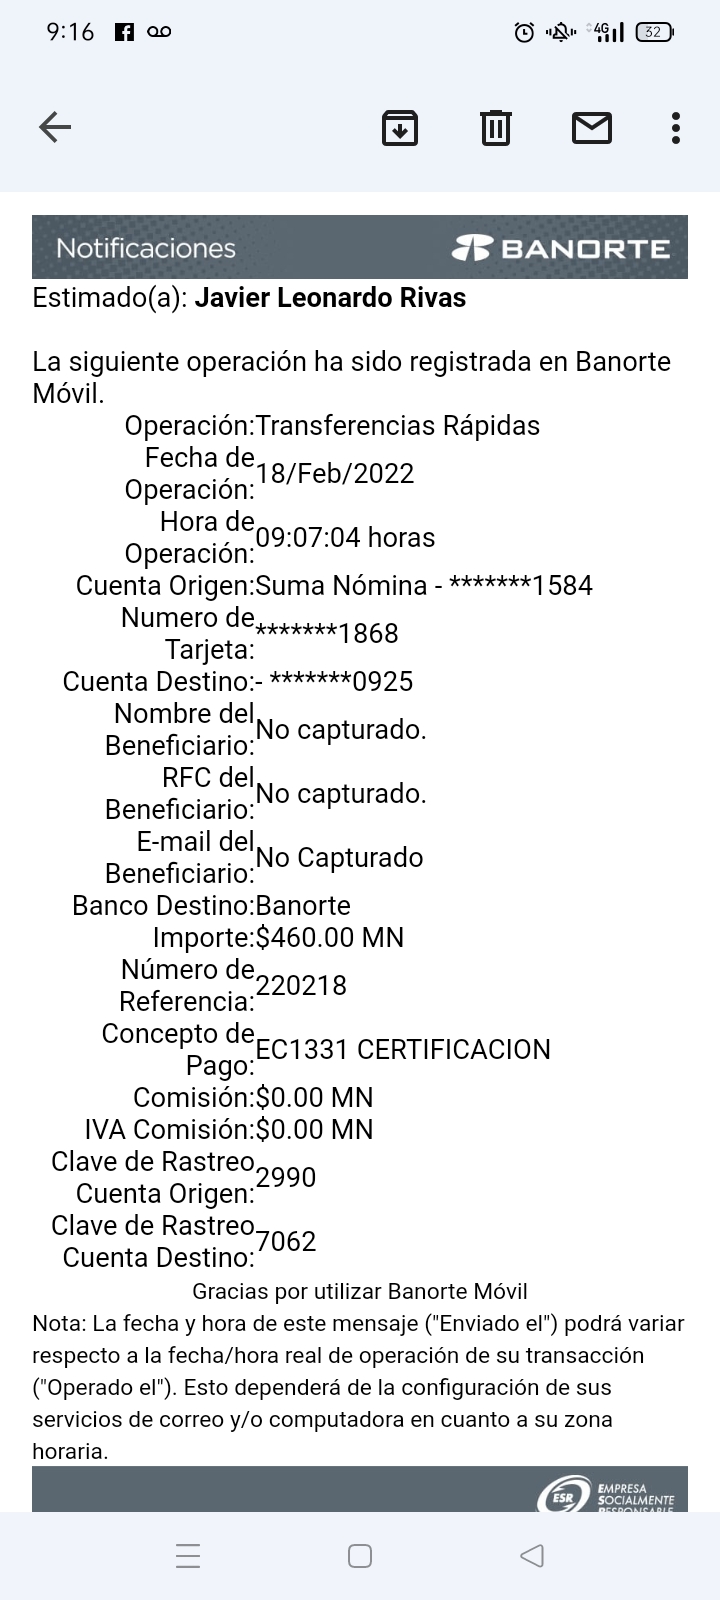 9:16
4G
32
Notificaciones
BANORTE
Estimado(a): Javier Leonardo Rivas
La siguiente operación ha sido registrada en Banorte
Móvil.
Operación:Transferencias Rápidas
Fecha de
Operación:18/Feb/2022
Hora de
Operación:09:07:04 horas
Cuenta Origen:Suma Nómina - *******1584
Numero de
Tarjeta:*******1868
Cuenta Destino:- *******0925
Nombre del
Beneficiario:No capturado.
RFC del
Beneficiario:No capturado.
E-mail del
Beneficiario:No Capturado
Banco Destino:Banorte
Importe:$460.00 MN
Número de
Referencia:220218
Concepto de
Pago:EC1331 CERTIFICACION
Comisión:$0.00 MN
IVA Comisión:$0.00 MN
Clave de Rastreo
Cuenta Origen:2990
Clave de Rastreo
Cuenta Destino:7062
Gracias por utilizar Banorte Móvil
Nota: La fecha y hora de este mensaje ("Enviado el") podrá variar
respecto a la fecha/hora real de operación de su transacción
("Operado el"). Esto dependerá de la configuración de sus
servicios de correo y/o computadora en cuanto a su zona
horaria.
ESR
EMPRESA
SOCIALMENTE
RESPONSABLE